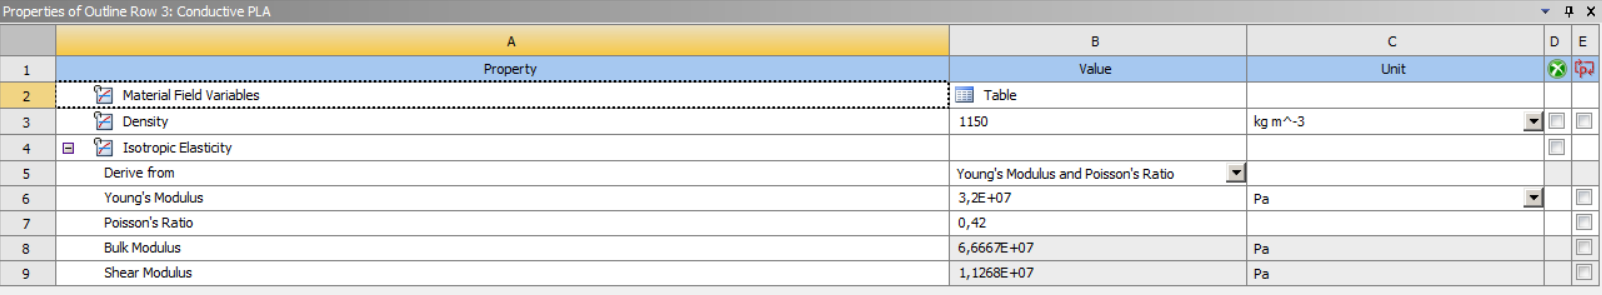 Properties of Outline Row 3: Conductive PLA
A B C D E
1 Property Value Unit
2 Material Field Variables Table
3 Density 1150 kg m^-3
4 Isotropic Elasticity
5 Derive from Young's Modulus and Poisson's Ratio
6 Young's Modulus 3,2E+07 Pa
7 Poisson's Ratio 0,42
8 Bulk Modulus 6,6667E+07 Pa
9 Shear Modulus 1,1268E+07 Pa